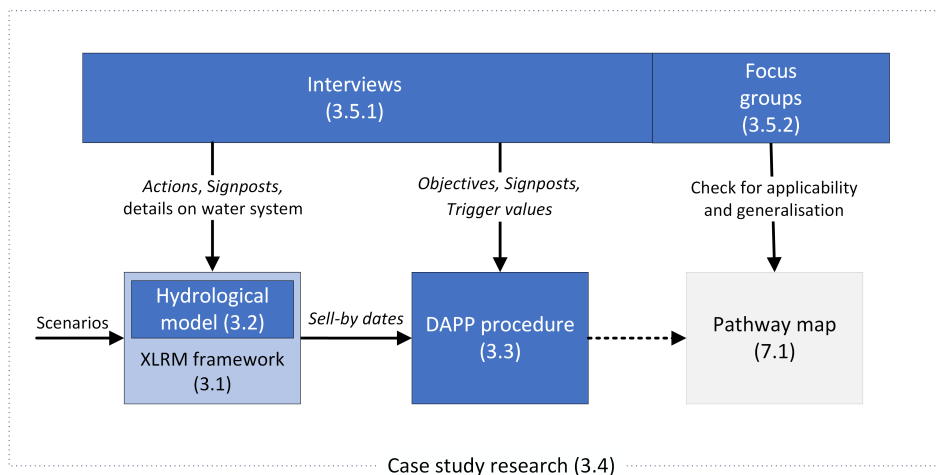 Interviews
(3.5.1)
Focus
groups
(3.5.2)
Actions, Signposts,
details on water system
Objectives, Signposts,
Trigger values
Check for applicability
and generalisation
Scenarios
Hydrological
model (3.2)
XLRM framework
(3.1)
Sell-by dates
DAPP procedure
(3.3)
Pathway map
(7.1)
Case study research (3.4)